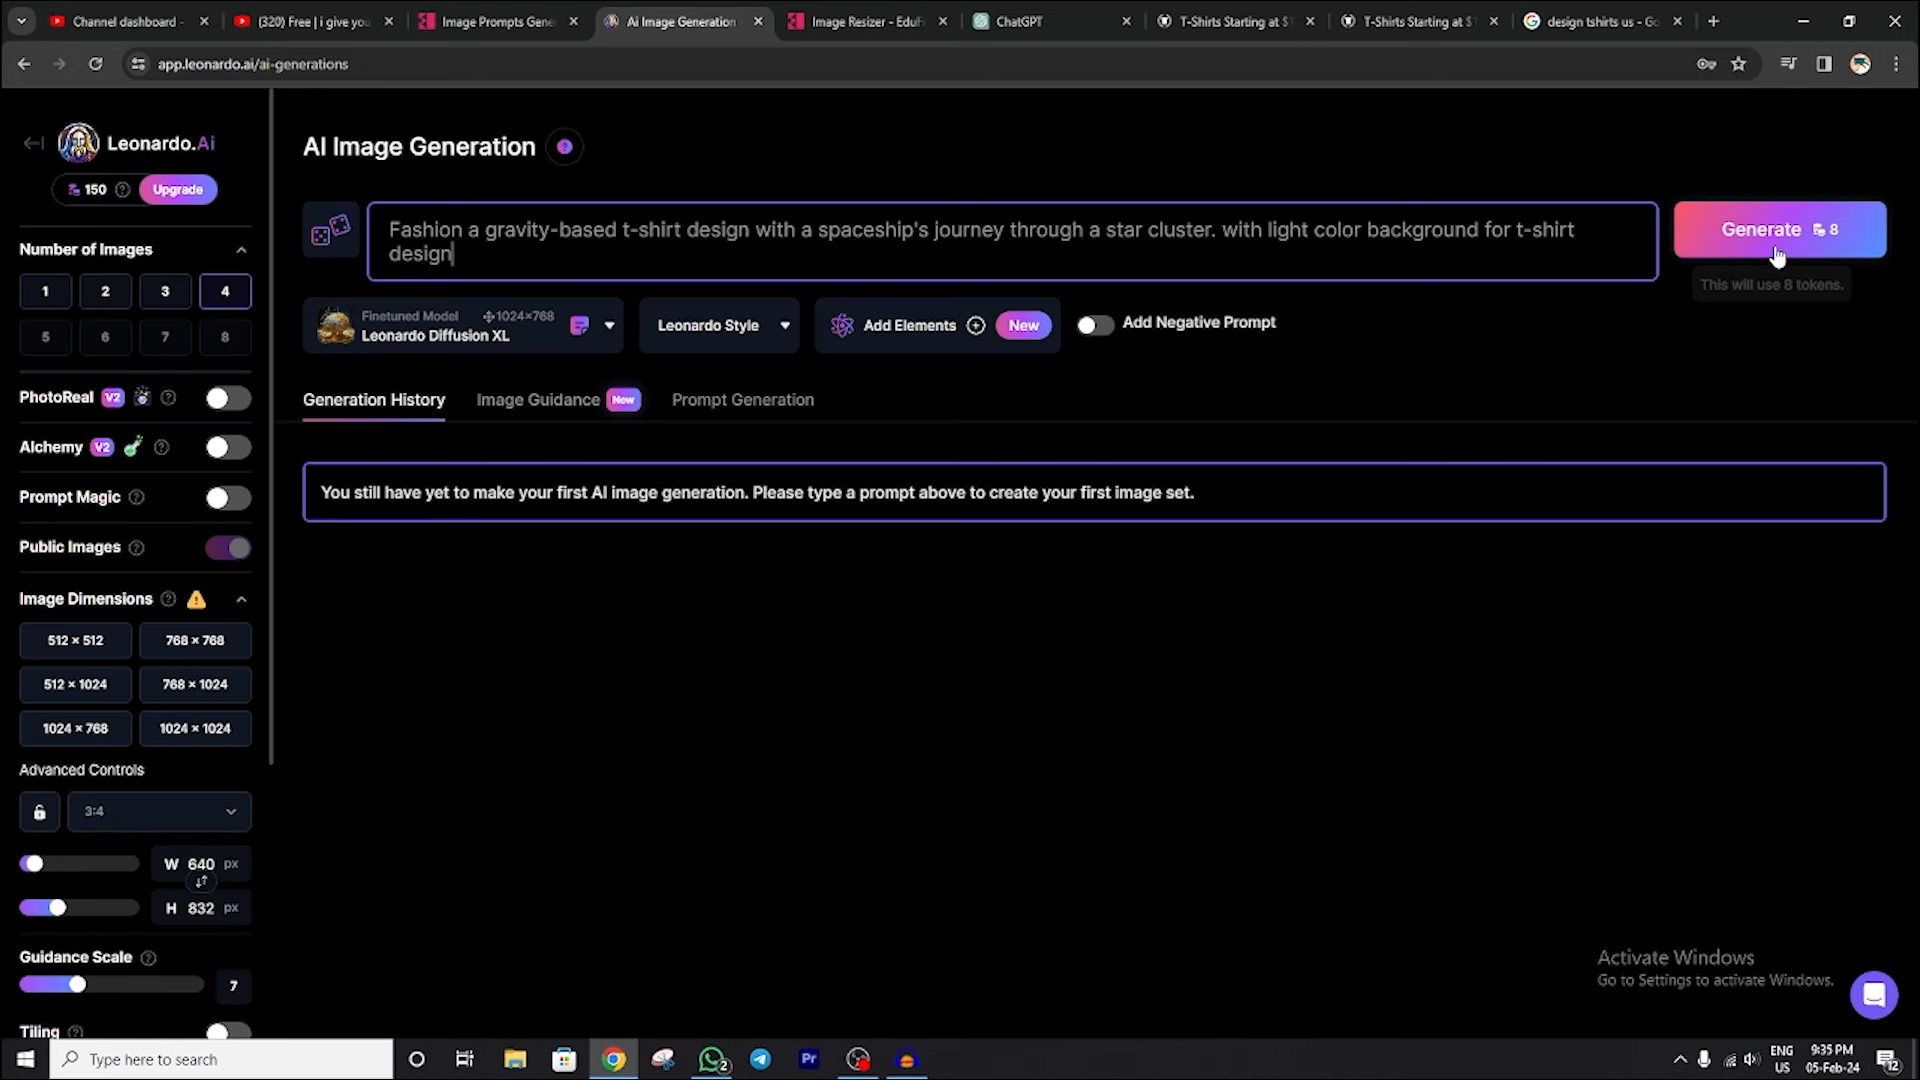 Channel dashboard -
(320) Free | i give you
Image Prompts Gene
Ai Image Generation
Image Resizer - EduF
ChatGPT
T-Shirts Starting at $1
T-Shirts Starting at $1
design tshirts us - Go
app.leonardo.ai/ai-generations
Leonardo.Ai
150
Upgrade
AI Image Generation
Fashion a gravity-based t-shirt design with a spaceship's journey through a star cluster. with light color background for t-shirt
design
Generate 8
This will use 8 tokens.
Number of Images
1 2 3 4
5 6 7 8
Finetuned Model 1024×768
Leonardo Diffusion XL
Leonardo Style
Add Elements New
Add Negative Prompt
Generation History
Image Guidance New
Prompt Generation
PhotoReal V2
Alchemy V2
Prompt Magic
Public Images
You still have yet to make your first AI image generation. Please type a prompt above to create your first image set.
Image Dimensions
512 × 512 768 × 768
512 × 1024 768 × 1024
1024 × 768 1024 × 1024
Advanced Controls
3:4
W 640 px
H 832 px
Guidance Scale
7
Tiling
Activate Windows
Go to Settings to activate Windows.
Type here to search
2
Pr
ENG
US
9:35 PM
05-Feb-24
12